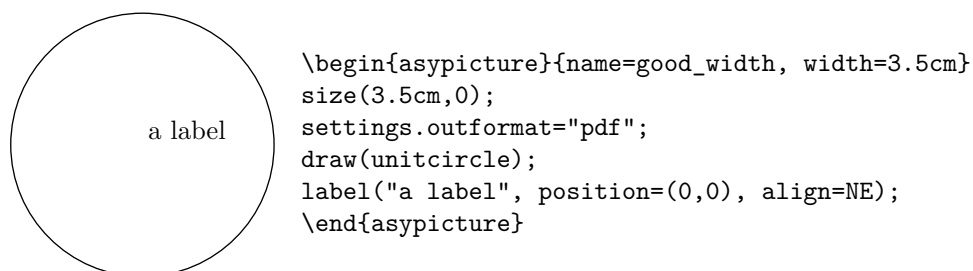 a label
\begin{asypicture}{name=good_width, width=3.5cm}
size(3.5cm,0);
settings.outformat="pdf";
draw(unitcircle);
label("a label", position=(0,0), align=NE);
\end{asypicture}